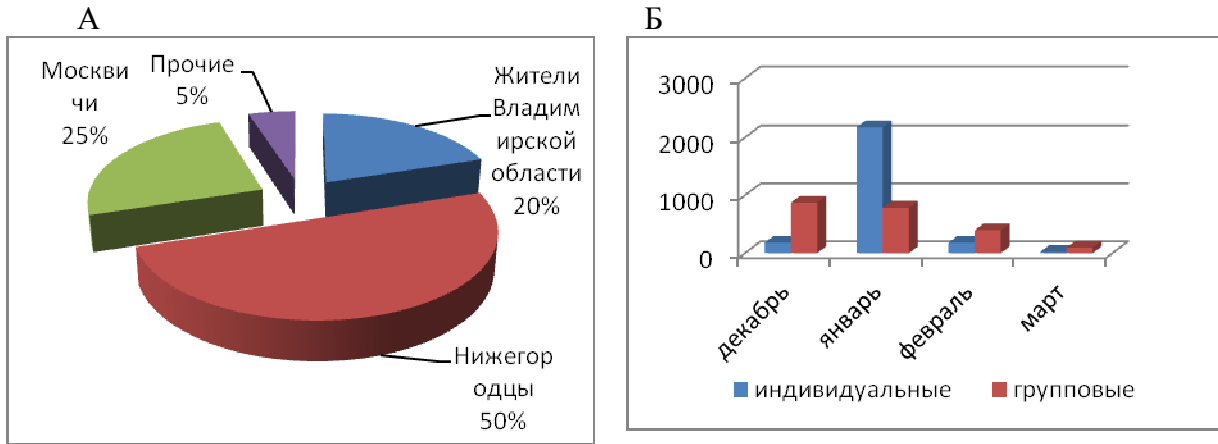 А
Москви
чи
25%
Прочие
5%
Жители
Владим
ирской
области
20%
Нижегор
одцы
50%
Б
3000
2000
1000
0
декабрь
январь
февраль
март
индивидуальные
групповые